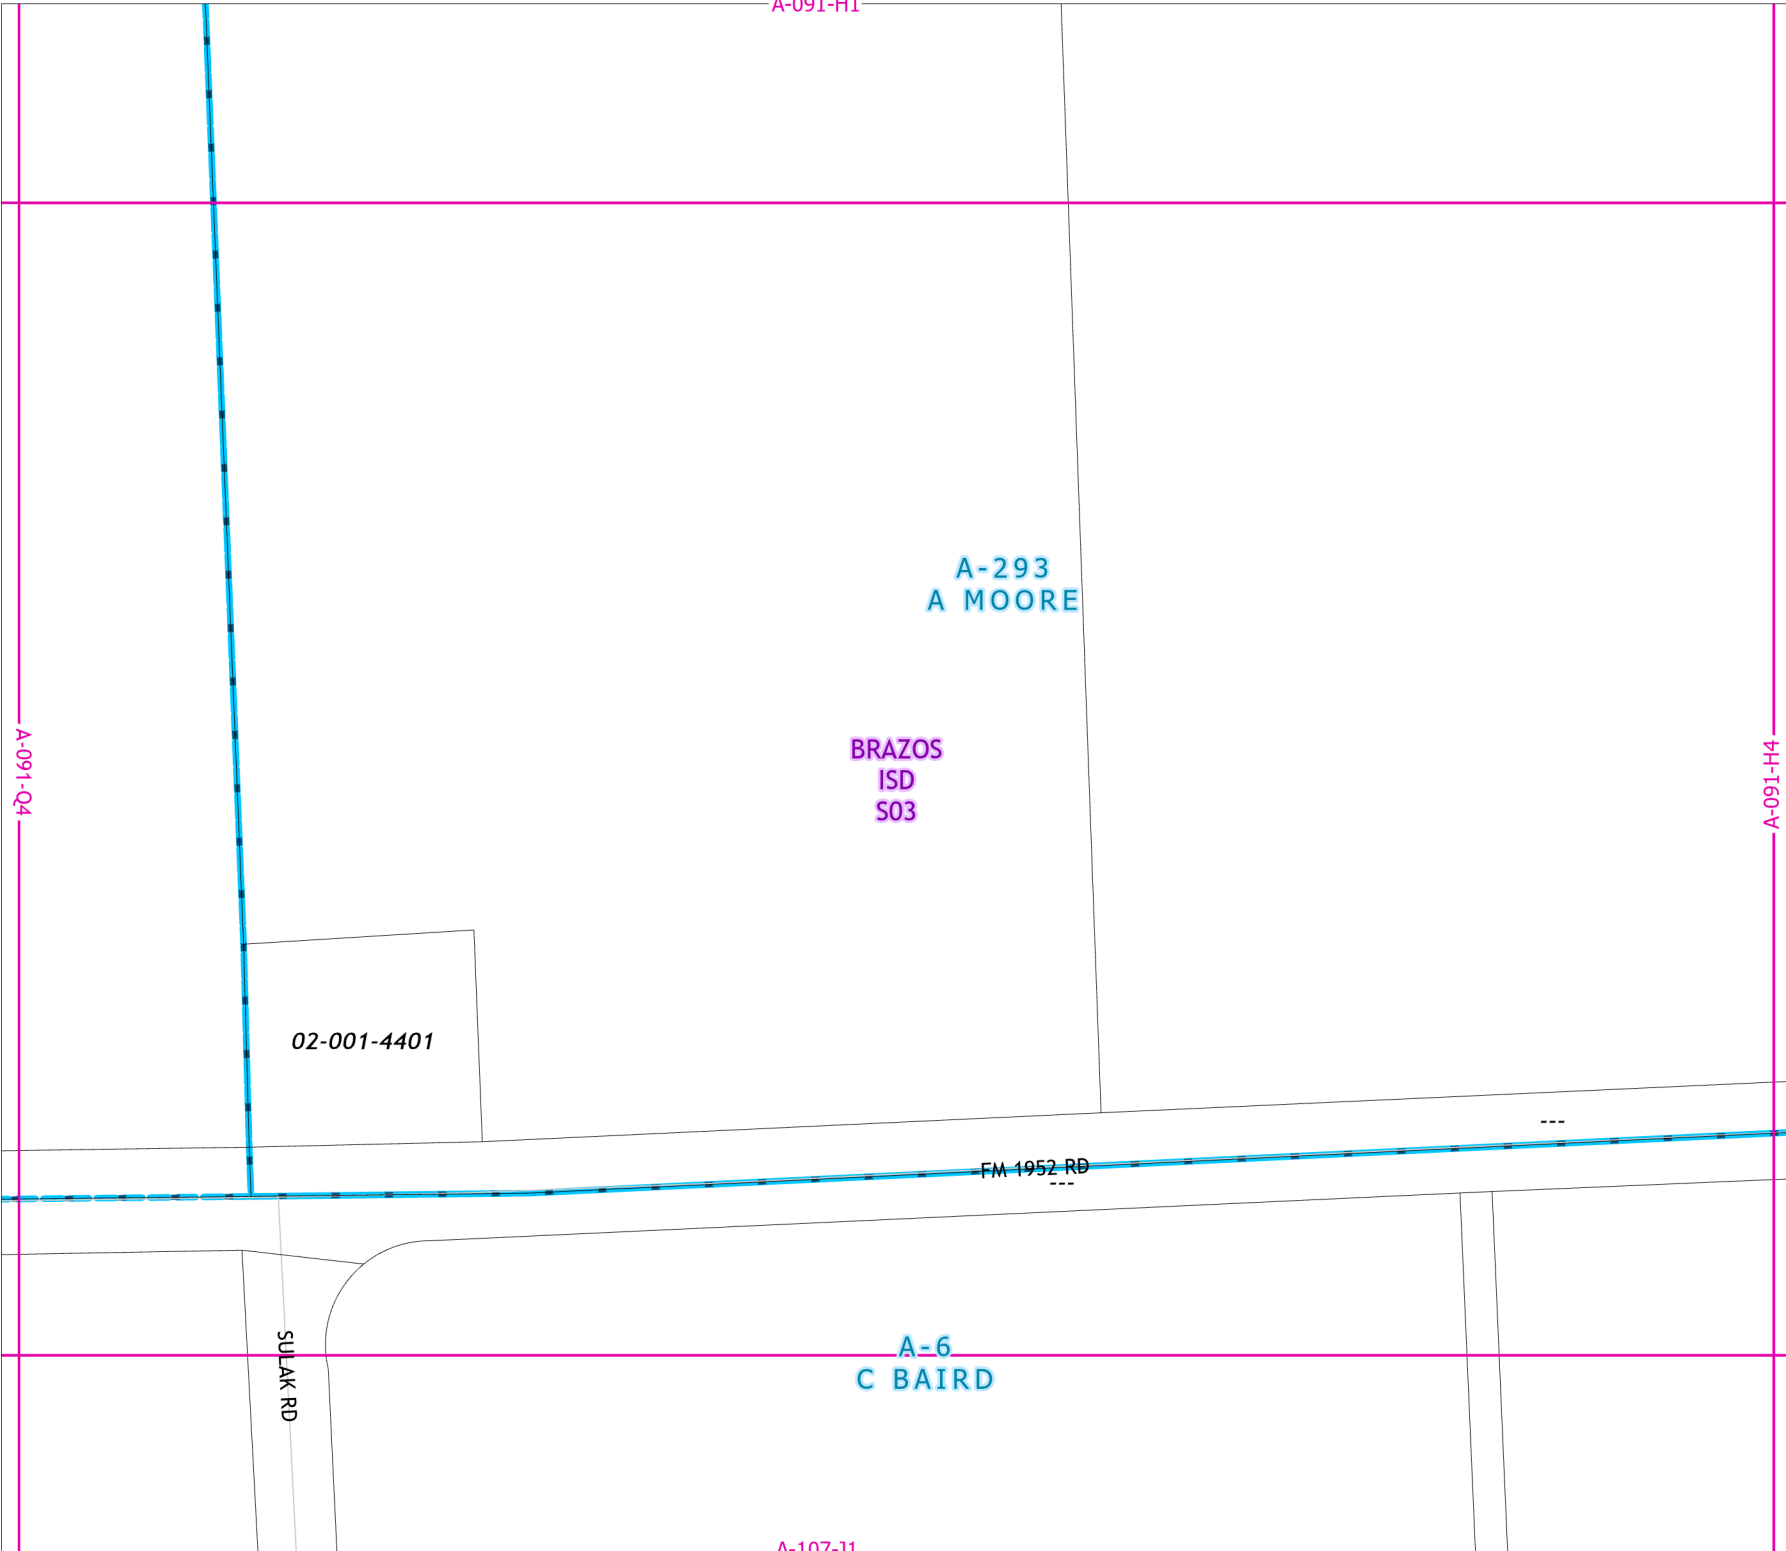 A-091-H1
A-293
A MOORE
BRAZOS
ISD
S03
A-091-Q4
A-091-H4
02-001-4401
---
FM 1952 RD
---
SULAK RD
A-6
C BAIRD
A-107-J1